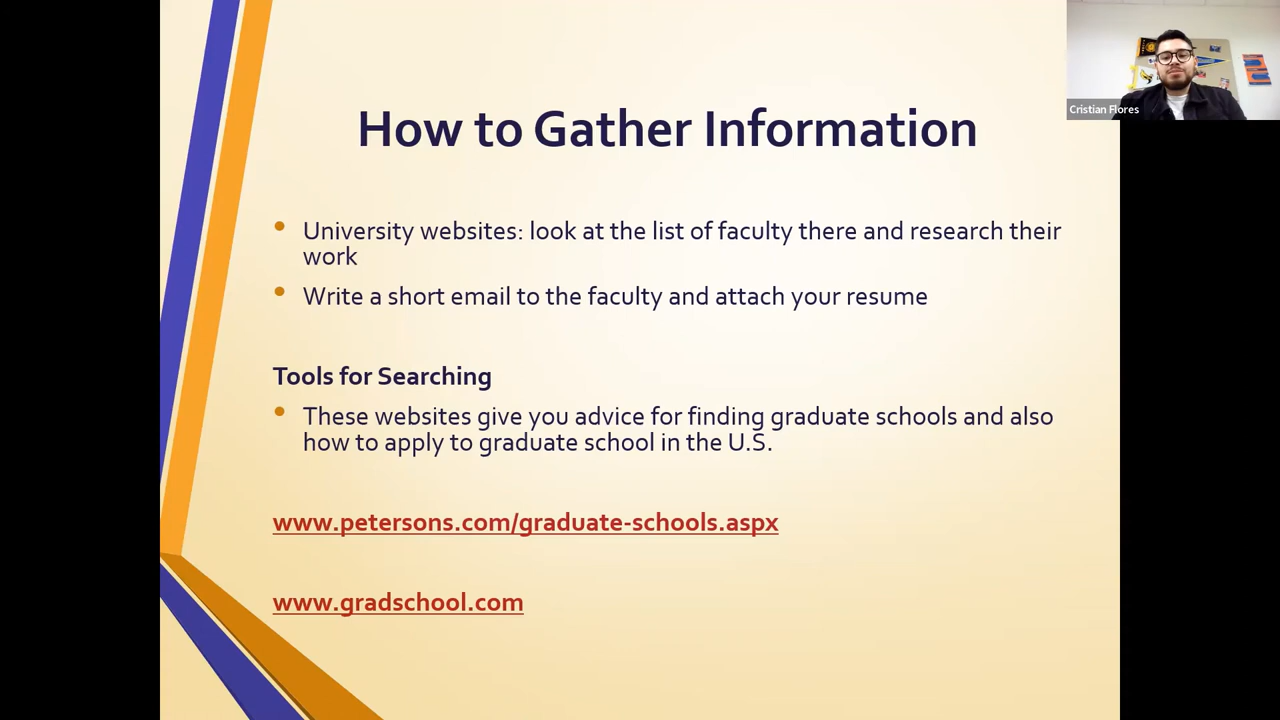 Cristian Flores
How to Gather Information
• University websites: look at the list of faculty there and research their
work
• Write a short email to the faculty and attach your resume
Tools for Searching
• These websites give you advice for finding graduate schools and also
how to apply to graduate school in the U.S.
www.petersons.com/graduate-schools.aspx
www.gradschool.com